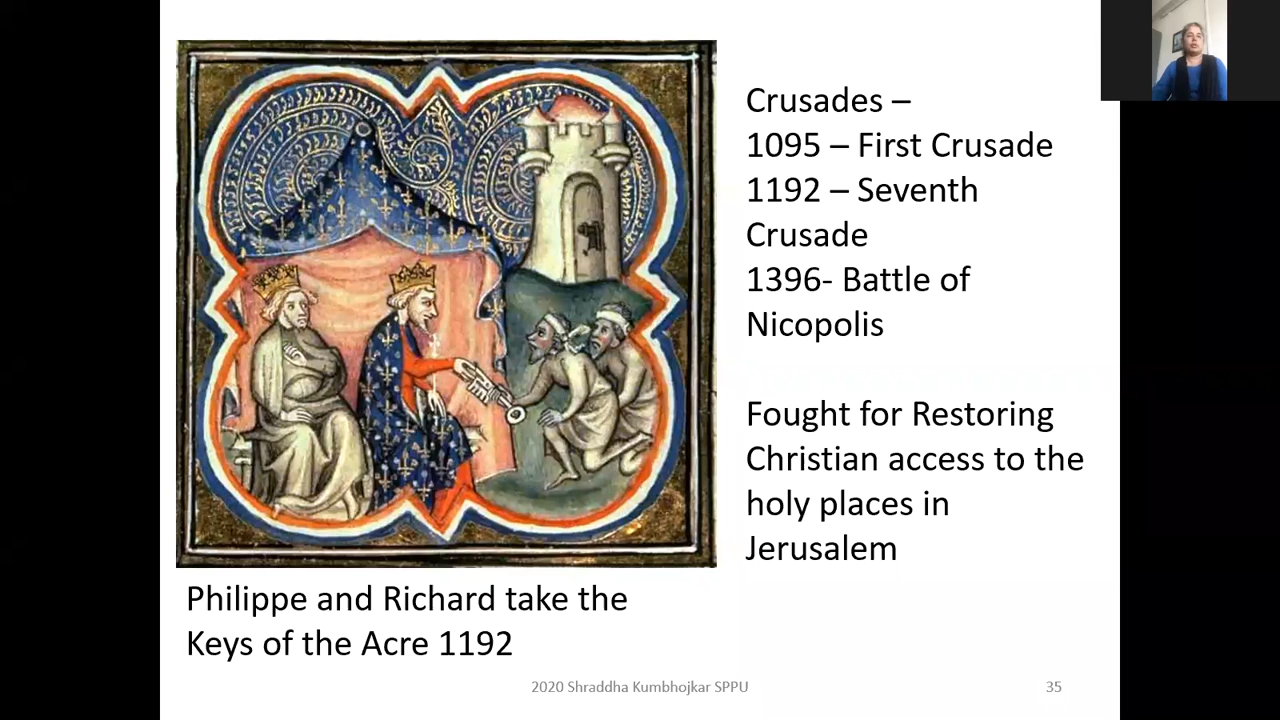 Crusades –
1095 – First Crusade
1192 – Seventh
Crusade
1396- Battle of
Nicopolis
Fought for Restoring
Christian access to the
holy places in
Jerusalem
Philippe and Richard take the
Keys of the Acre 1192
2020 Shraddha Kumbhojkar SPPU
35